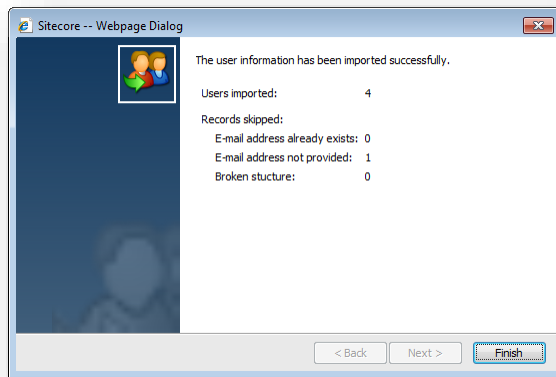 Sitecore -- Webpage Dialog
The user information has been imported successfully.
Users imported: 4
Records skipped:
E-mail address already exists: 0
E-mail address not provided: 1
Broken stucture: 0
< Back Next > Finish